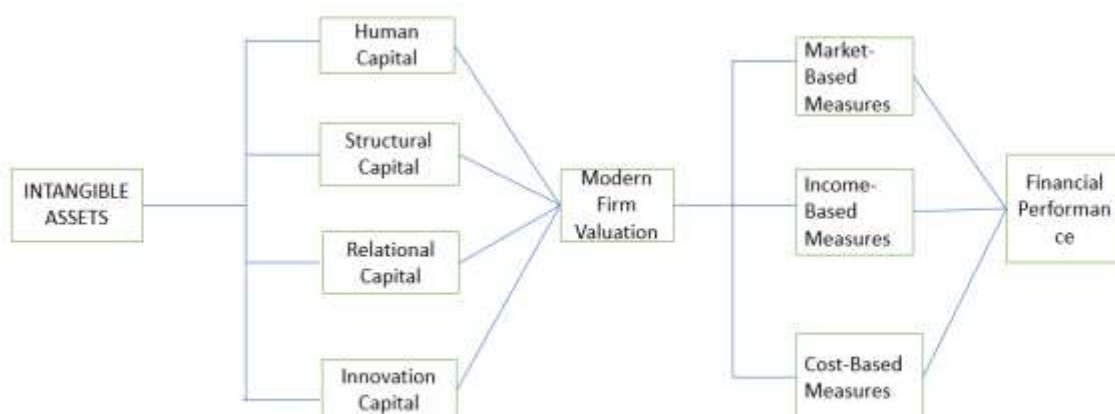 INTANGIBLE
ASSETS
Human
Capital
Structural
Capital
Relational
Capital
Innovation
Capital
Modern
Firm
Valuation
Market-
Based
Measures
Income-
Based
Measures
Cost-Based
Measures
Financial
Performan
ce